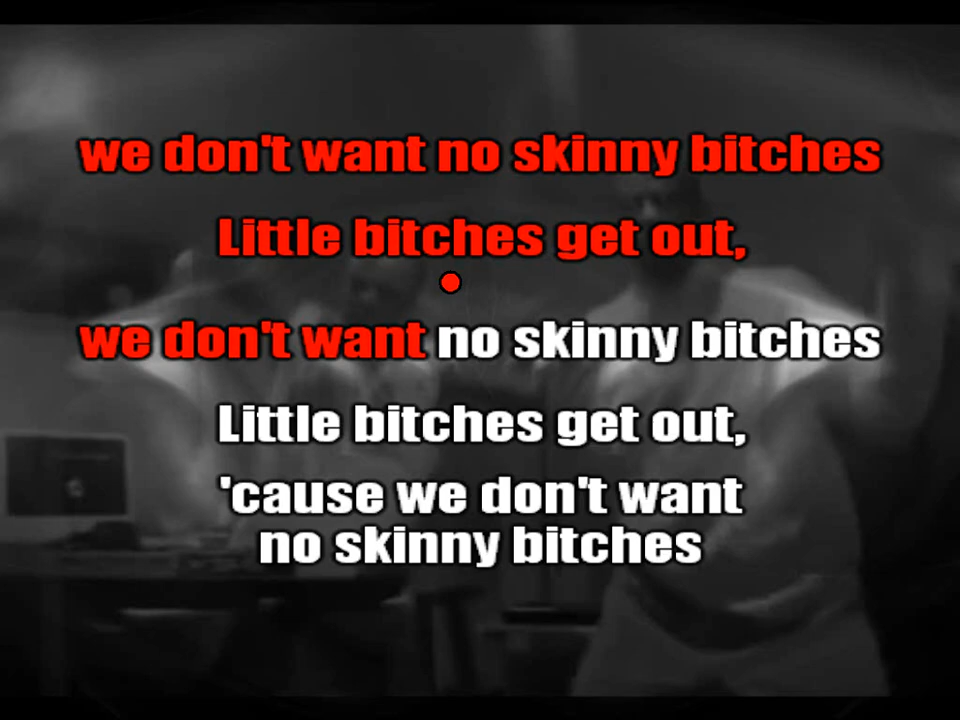 we don't want no skinny bitches
Little bitches get out,
we don't want no skinny bitches
Little bitches get out,
'cause we don't want
no skinny bitches